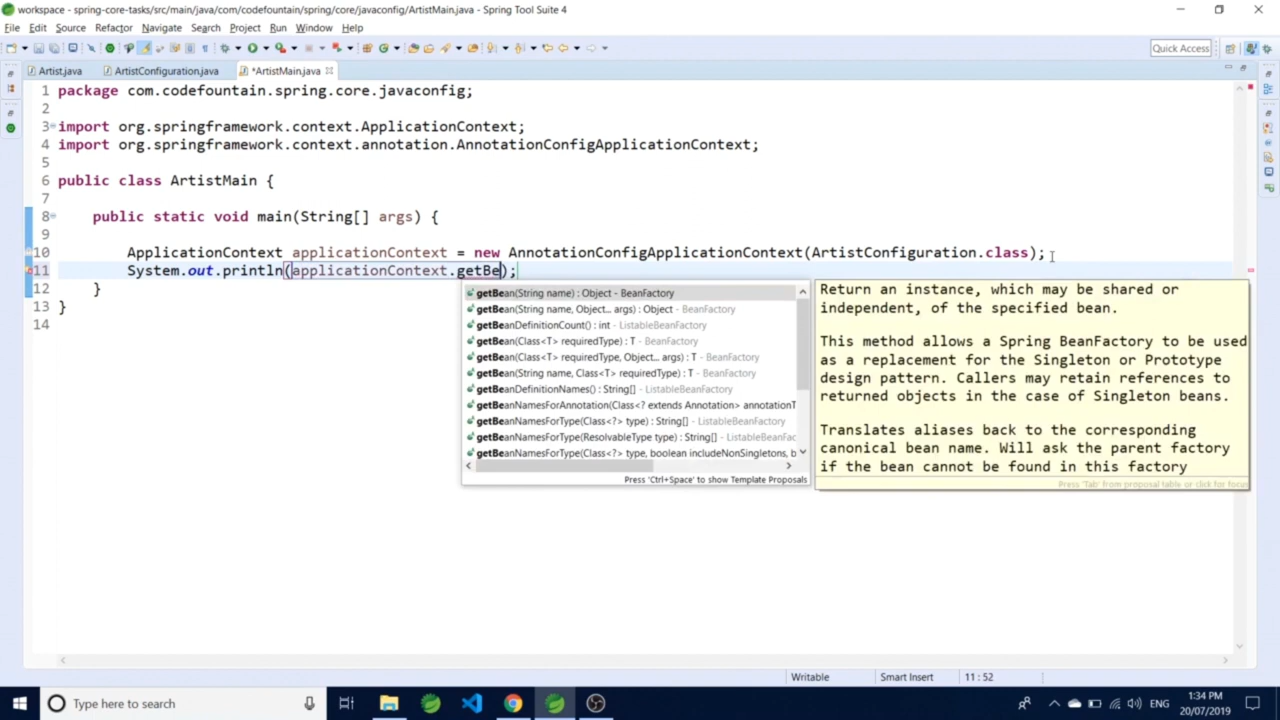 workspace - spring-core-tasks/src/main/java/com/codefountain/spring/core/javaconfig/ArtistMain.java - Spring Tool Suite 4
File Edit Source Refactor Navigate Search Project Run Window Help
Quick Access
Artist.java ArtistConfiguration.java *ArtistMain.java
1 package com.codefountain.spring.core.javaconfig;
2
3 import org.springframework.context.ApplicationContext;
4 import org.springframework.context.annotation.AnnotationConfigApplicationContext;
5
6 public class ArtistMain {
7
8 public static void main(String[] args) {
9
10 ApplicationContext applicationContext = new AnnotationConfigApplicationContext(ArtistConfiguration.class);
11 System.out.println(applicationContext.getBe);
12 }
13 }
14
getBean(String name) : Object - BeanFactory
getBean(String name, Object... args) : Object - BeanFactory
getBeanDefinitionCount() : int - ListableBeanFactory
getBean(Class<T> requiredType) : T - BeanFactory
getBean(Class<T> requiredType, Object... args) : T - BeanFactory
getBean(String name, Class<T> requiredType) : T - BeanFactory
getBeanDefinitionNames() : String[] - ListableBeanFactory
getBeanNamesForAnnotation(Class<? extends Annotation> annotationT
getBeanNamesForType(Class<?> type) : String[] - ListableBeanFactory
getBeanNamesForType(ResolvableType type) : String[] - ListableBeanFac
getBeanNamesForType(Class<?> type, boolean includeNonSingletons, b
Press 'Ctrl+Space' to show Template Proposals
Return an instance, which may be shared or
independent, of the specified bean.
This method allows a Spring BeanFactory to be used
as a replacement for the Singleton or Prototype
design pattern. Callers may retain references to
returned objects in the case of Singleton beans.
Translates aliases back to the corresponding
canonical bean name. Will ask the parent factory
if the bean cannot be found in this factory
Press 'Tab' from proposal table or click for focus
Writable Smart Insert 11 : 52
Type here to search
ENG
1:34 PM
20/07/2019